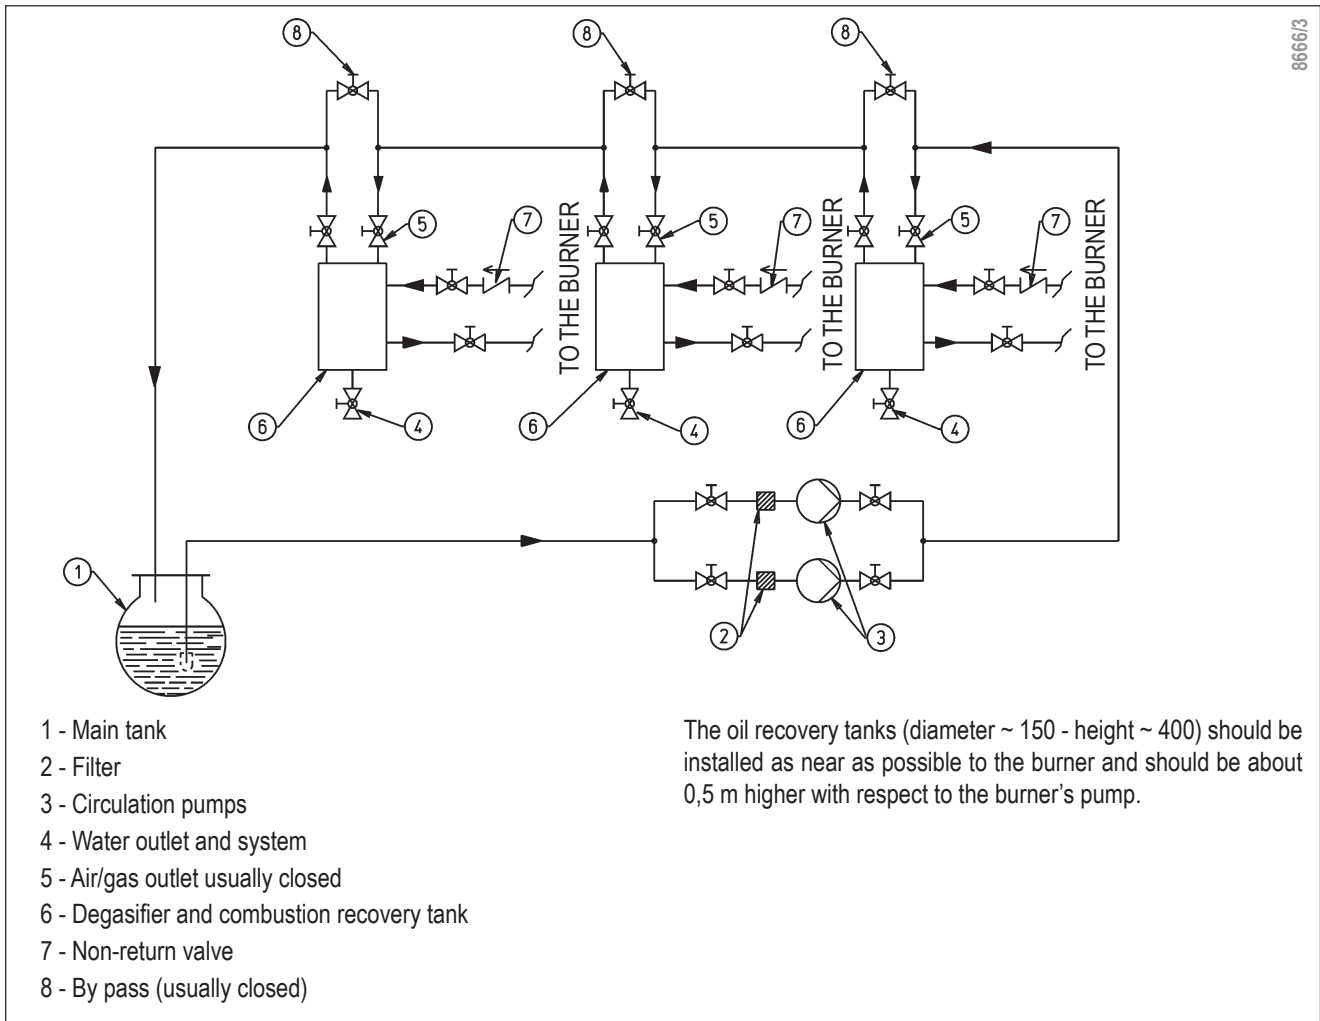 8666/3
8
8
8
5
7
TO THE BURNER
5
7
TO THE BURNER
5
7
TO THE BURNER
6
4
6
4
6
4
1
2
3
1 - Main tank
2 - Filter
3 - Circulation pumps
4 - Water outlet and system
5 - Air/gas outlet usually closed
6 - Degasifier and combustion recovery tank
7 - Non-return valve
8 - By pass (usually closed)
The oil recovery tanks (diameter ~ 150 - height ~ 400) should be
installed as near as possible to the burner and should be about
0,5 m higher with respect to the burner's pump.